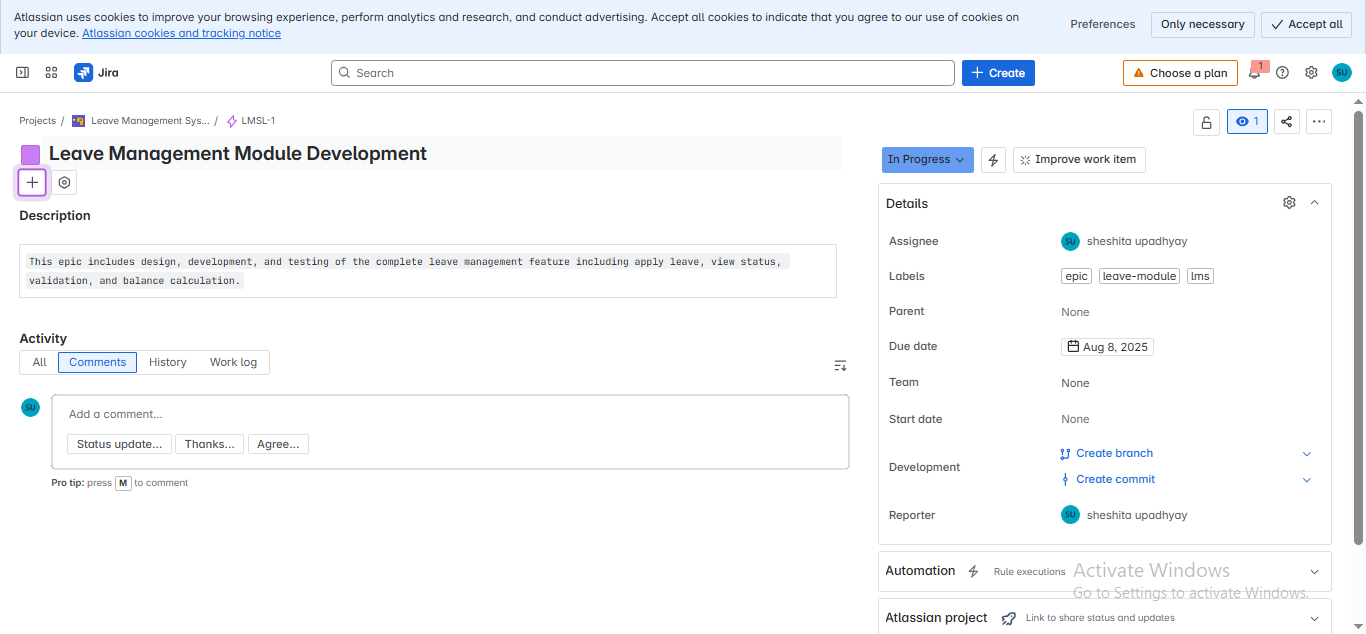 Atlassian uses cookies to improve your browsing experience, perform analytics and research, and conduct advertising. Accept all cookies to indicate that you agree to our use of cookies on
your device. Atlassian cookies and tracking notice
Preferences
Only necessary
Accept all
Jira
Search
Create
Choose a plan
1
SU
Projects / Leave Management Sys... / LMSL-1
1
Leave Management Module Development
In Progress
Improve work item
Description
This epic includes design, development, and testing of the complete leave management feature including apply leave, view status,
validation, and balance calculation.
Activity
All Comments History Work log
SU
Add a comment...
Status update... Thanks... Agree...
Pro tip: press M to comment
Details
Assignee SU sheshita upadhyay
Labels epic leave-module lms
Parent None
Due date Aug 8, 2025
Team None
Start date None
Development
Create branch
Create commit
Reporter SU sheshita upadhyay
Automation Rule executions
Activate Windows
Go to Settings to activate Windows.
Atlassian project Link to share status and updates